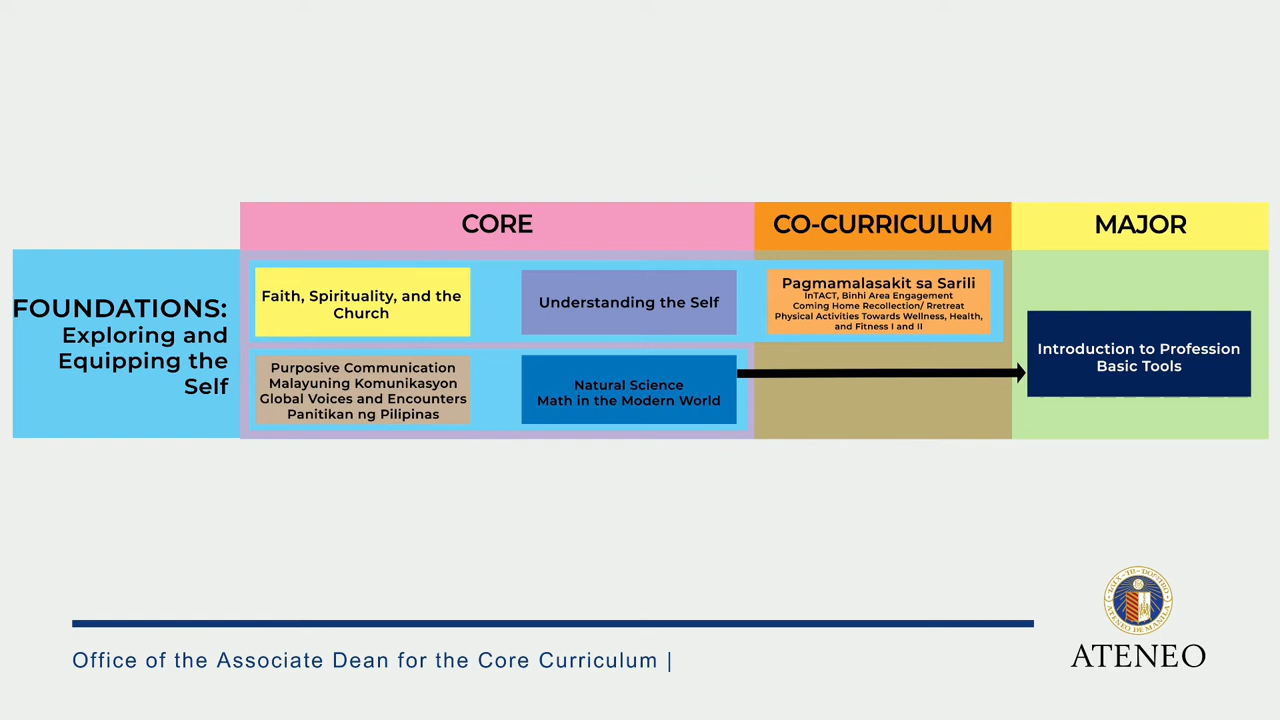 CORE
CO-CURRICULUM
MAJOR
FOUNDATIONS:
Exploring and
Equipping the
Self
Faith, Spirituality, and the
Church
Understanding the Self
Pagmamalasakit sa Sarili
InTACT, Binhi Area Engagement
Coming Home Recollection/ Rretreat
Physical Activities Towards Wellness, Health,
and Fitness I and II
Purposive Communication
Malayuning Komunikasyon
Global Voices and Encounters
Panitikan ng Pilipinas
Natural Science
Math in the Modern World
Introduction to Profession
Basic Tools
Office of the Associate Dean for the Core Curriculum |
ATENEO DE MANILA
ATENEO